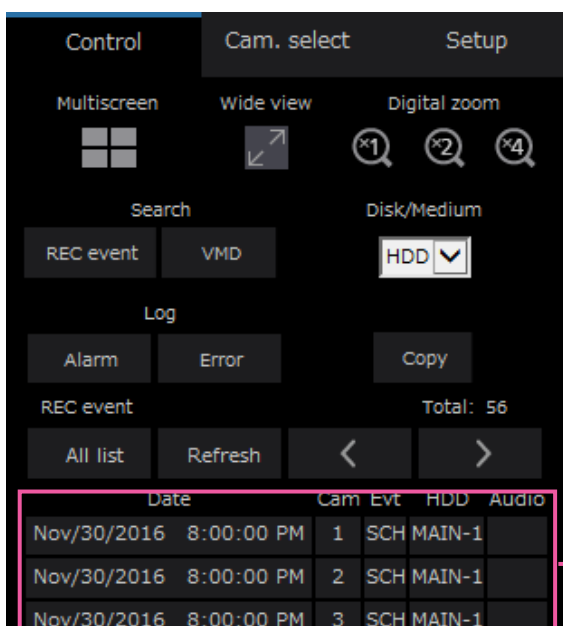 Control Cam. select Setup
Multiscreen Wide view Digital zoom
×1 ×2 ×4
Search Disk/Medium
REC event VMD HDD
Log
Alarm Error Copy
REC event Total: 56
All list Refresh < >
Date Cam Evt HDD Audio
Nov/30/2016 8:00:00 PM 1 SCH MAIN-1
Nov/30/2016 8:00:00 PM 2 SCH MAIN-1
Nov/30/2016 8:00:00 PM 3 SCH MAIN-1